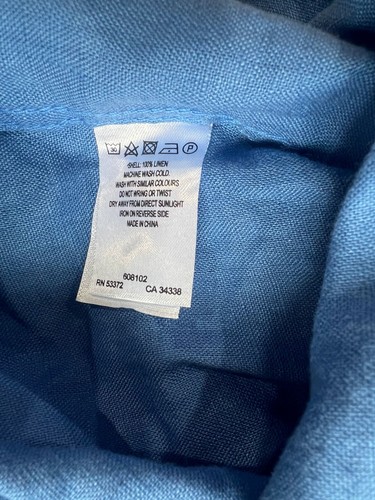 SHELL: 100% LINEN
MACHINE WASH COLD.
WASH WITH SIMILAR COLOURS
DO NOT WRING OR TWIST
DRY AWAY FROM DIRECT SUNLIGHT
IRON ON REVERSE SIDE
MADE IN CHINA
608102
RN 53372 CA 34338